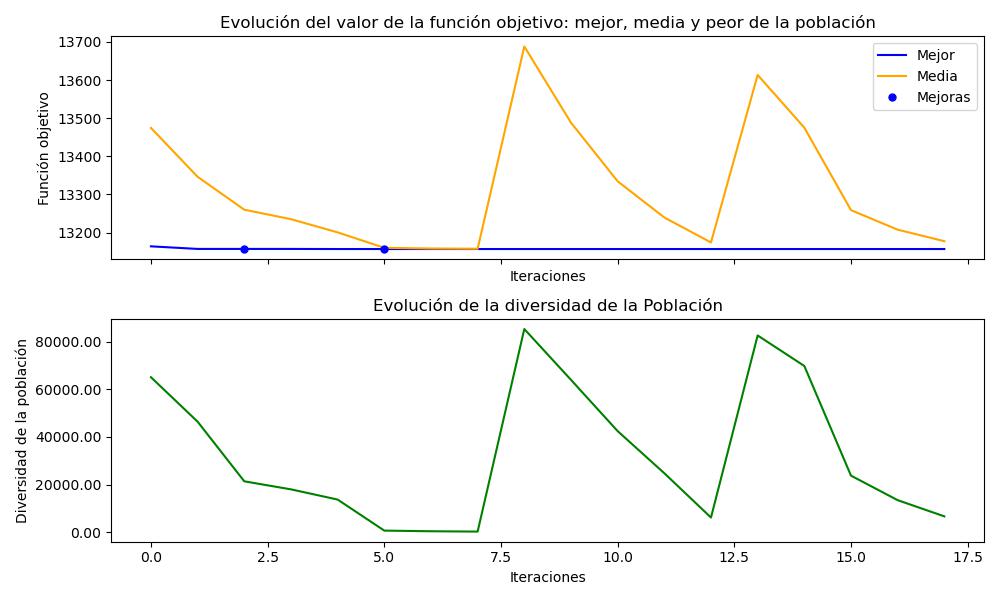 Evolución del valor de la función objetivo: mejor, media y peor de la población
13700
13600
13500
13400
13300
13200
Función objetivo
Mejor
Media
Mejoras
Iteraciones
Evolución de la diversidad de la Población
80000.00
60000.00
40000.00
20000.00
0.00
Diversidad de la población
0.0 2.5 5.0 7.5 10.0 12.5 15.0 17.5
Iteraciones